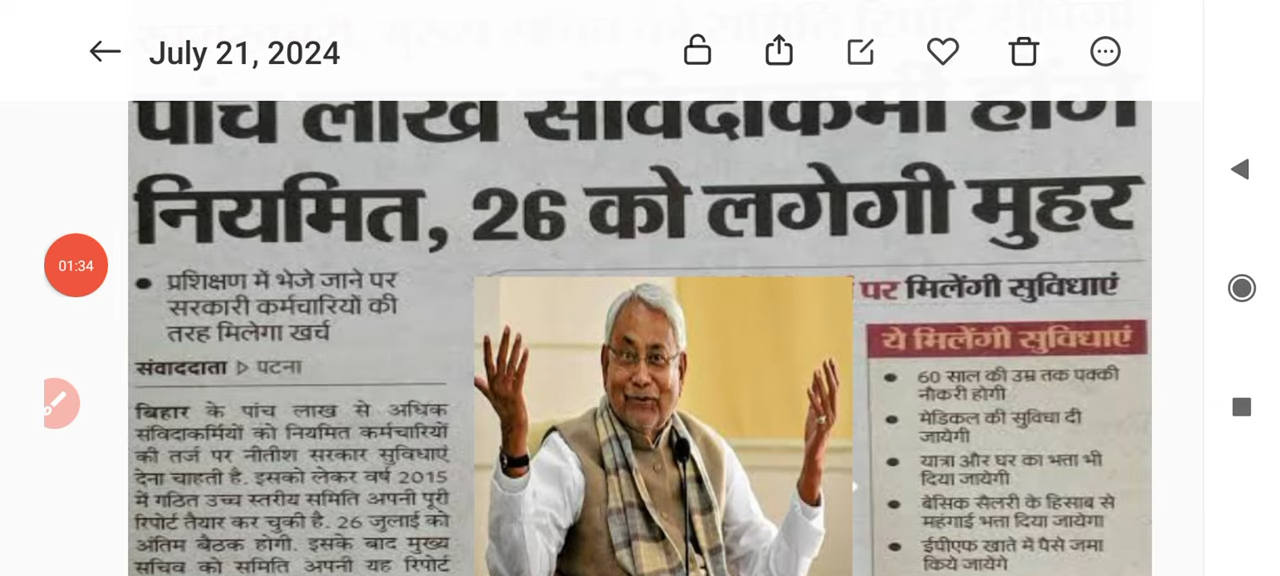 July 21, 2024
पांच लाख संविदाकर्मी होंगे
नियमित, 26 को लगेगी मुहर
01:34
• प्रशिक्षण में भेजे जाने पर
सरकारी कर्मचारियों की
तरह मिलेगा खर्च
संवाददाता ▷ पटना
बिहार के पांच लाख से अधिक
संविदाकर्मियों को नियमित कर्मचारियों
की तर्ज पर नीतीश सरकार सुविधाएं
देना चाहती है. इसको लेकर वर्ष 2015
में गठित उच्च स्तरीय समिति अपनी पूरी
रिपोर्ट तैयार कर चुकी है. 26 जुलाई को
अंतिम बैठक होगी. इसके बाद मुख्य
सचिव को समिति अपनी यह रिपोर्ट
पर मिलेंगी सुविधाएं
ये मिलेंगी सुविधाएं
• 60 साल की उम्र तक पक्की
नौकरी होगी
• मेडिकल की सुविधा दी
जायेगी
• यात्रा और घर का भता भी
दिया जायेगी
• बेसिक सैलरी के हिसाब से
महंगाई भता दिया जायेगा
• ईपीएफ खाते में पैसे जमा
किये जायेंगे